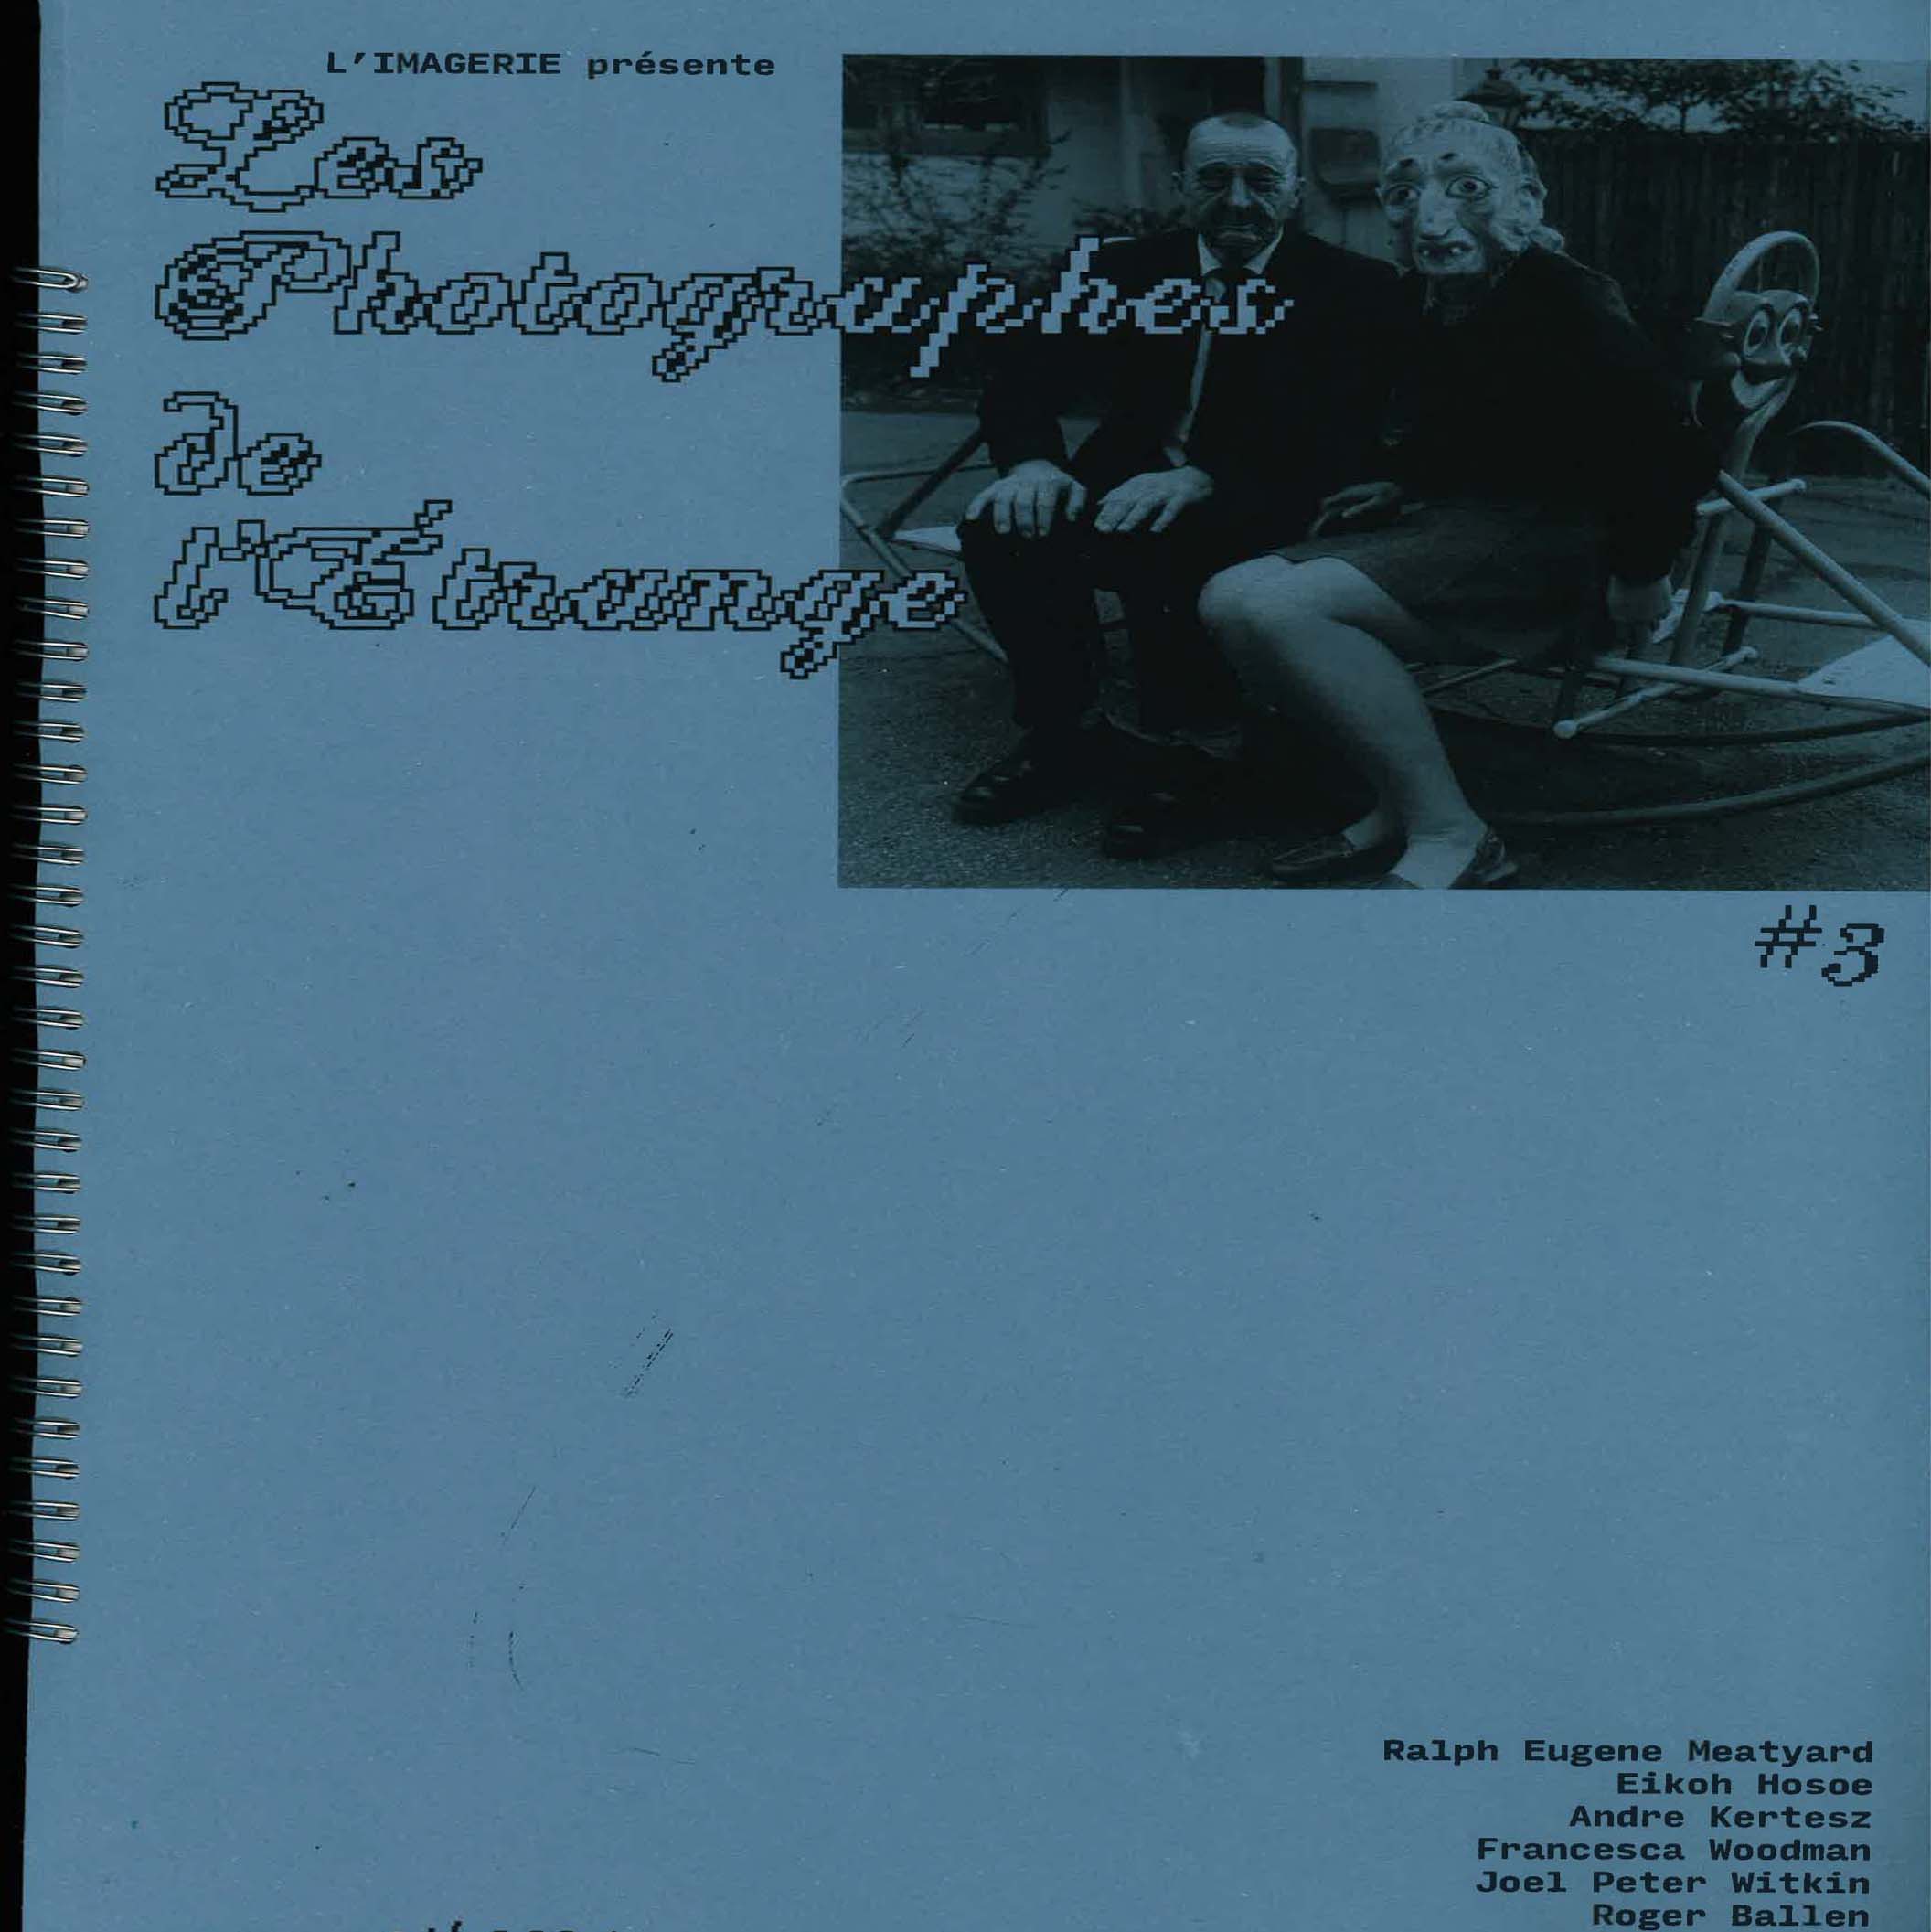 L’IMAGERIE présente
Les
Photographes
de
l'Étrange
#3
Ralph Eugene Meatyard
Eikoh Hosoe
Andre Kertesz
Francesca Woodman
Joel Peter Witkin
Roger Ballen